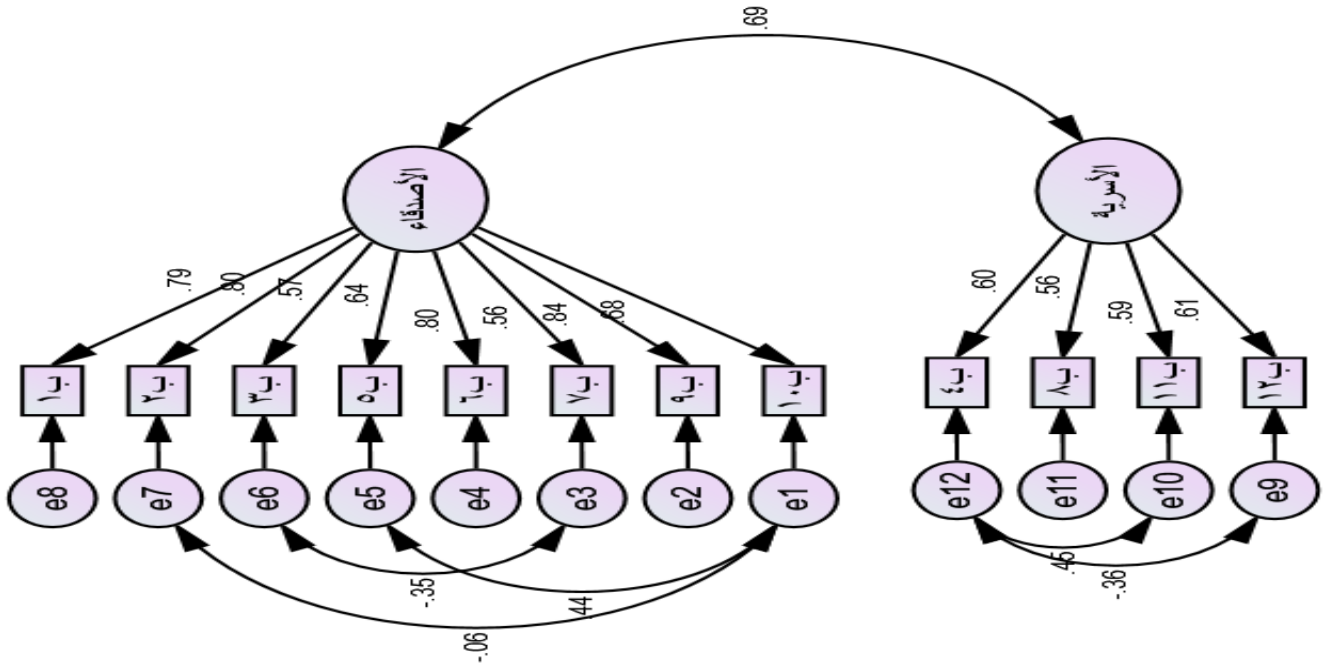 .69
الأصدقاء
الأسرية
.79
.80
.57
.64
.80
.56
.84
.68
.60
.56
.59
.61
ب١
ب٢
ب٣
ب٥
ب٦
ب٧
ب٩
ب١٠
ب٤
ب٨
ب١١
ب١٢
e8
e7
e6
e5
e4
e3
e2
e1
e12
e11
e10
e9
-.35
.44
-.06
.45
-.36